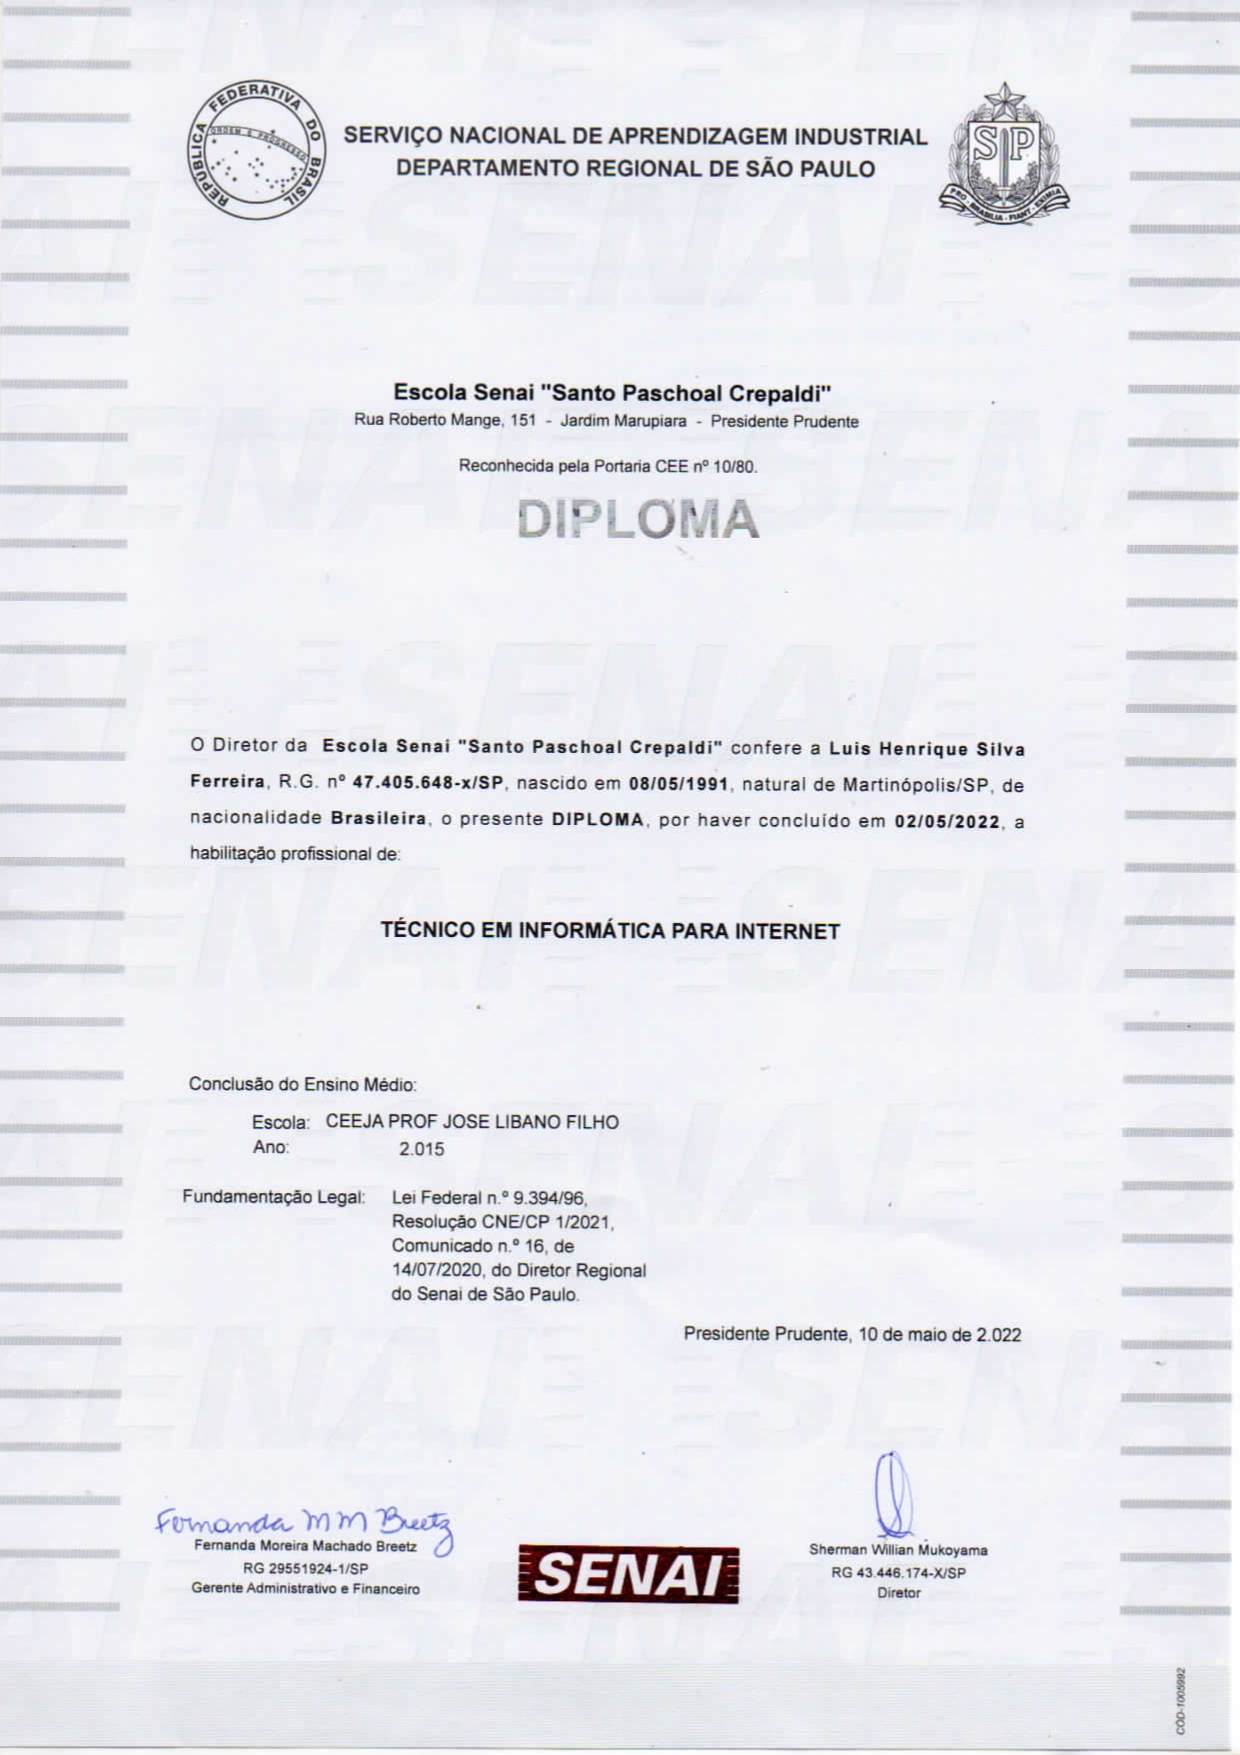 REPUBLICA FEDERATIVA DO BRASIL
ORDEM E PROGRESSO
SERVIÇO NACIONAL DE APRENDIZAGEM INDUSTRIAL
DEPARTAMENTO REGIONAL DE SÃO PAULO
SP
PRO·BRASILIA·FIANT·EXIMIA
Escola Senai "Santo Paschoal Crepaldi"
Rua Roberto Mange, 151 - Jardim Marupiara - Presidente Prudente
Reconhecida pela Portaria CEE nº 10/80.
DIPLOMA
O Diretor da Escola Senai "Santo Paschoal Crepaldi" confere a Luis Henrique Silva
Ferreira, R.G. nº 47.405.648-x/SP, nascido em 08/05/1991, natural de Martinópolis/SP, de
nacionalidade Brasileira, o presente DIPLOMA, por haver concluído em 02/05/2022, a
habilitação profissional de:
TÉCNICO EM INFORMÁTICA PARA INTERNET
Conclusão do Ensino Médio:
Escola: CEEJA PROF JOSE LIBANO FILHO
Ano: 2.015
Fundamentação Legal: Lei Federal n.º 9.394/96,
Resolução CNE/CP 1/2021,
Comunicado n.º 16, de
14/07/2020, do Diretor Regional
do Senai de São Paulo.
Presidente Prudente, 10 de maio de 2.022
Fernanda MM Breetz
Fernanda Moreira Machado Breetz
RG 29551924-1/SP
Gerente Administrativo e Financeiro
SENAI
Sherman Willian Mukoyama
RG 43.446.174-X/SP
Diretor
CÓD-1005992